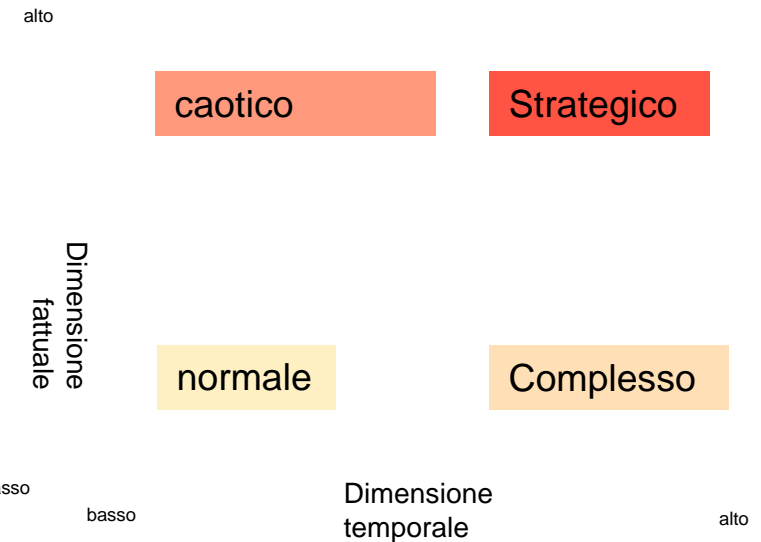 alto
caotico
Strategico
Dimensione
fattuale
normale
Complesso
basso
Dimensione
temporale
alto